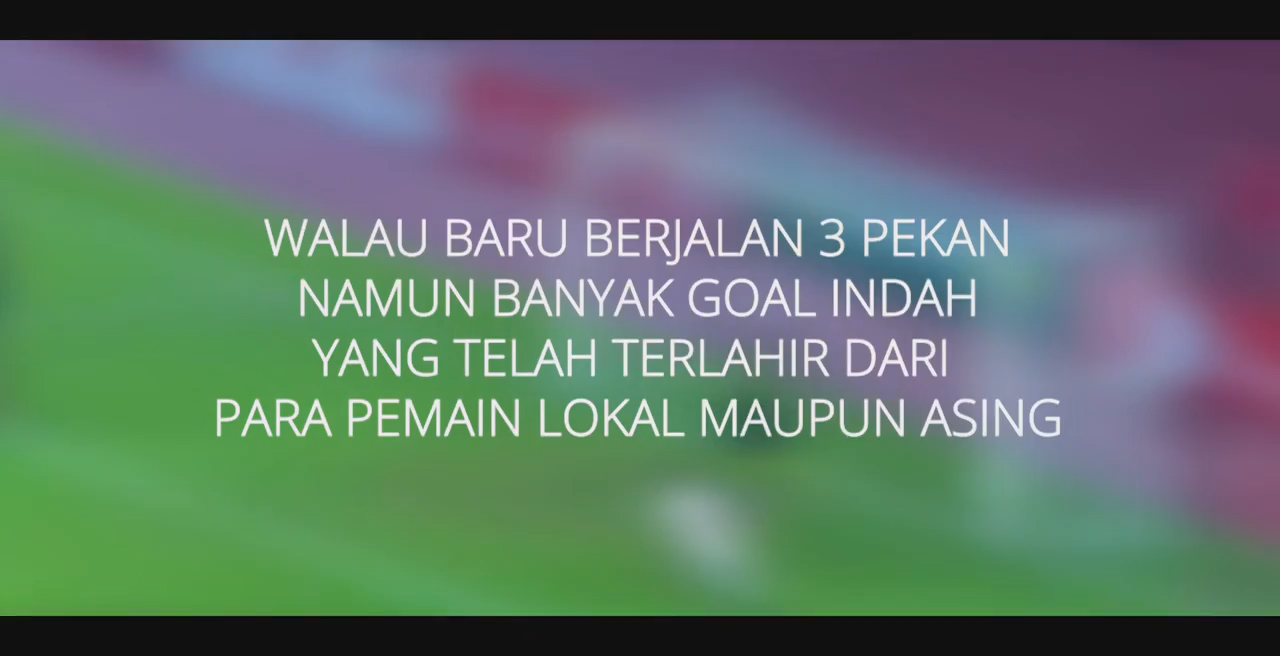 WALAU BARU BERJALAN 3 PEKAN
NAMUN BANYAK GOAL INDAH
YANG TELAH TERLAHIR DARI
PARA PEMAIN LOKAL MAUPUN ASING